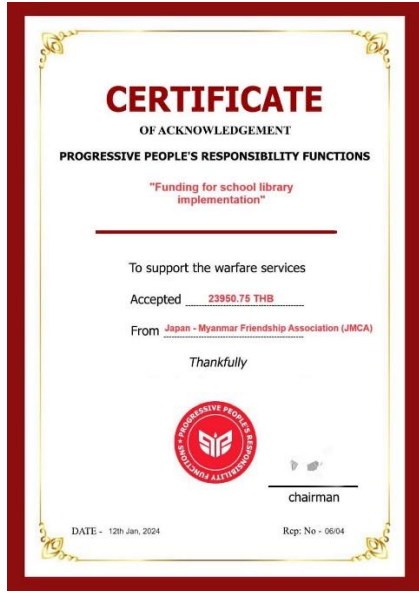 CERTIFICATE
OF ACKNOWLEDGEMENT
PROGRESSIVE PEOPLE'S RESPONSIBILITY FUNCTIONS
"Funding for school library
implementation"
To support the warfare services
Accepted 23950.75 THB
From Japan - Myanmar Friendship Association (JMCA)
Thankfully
PROGRESSIVE PEOPLE'S RESPONSIBILITY FUNCTIONS
chairman
DATE - 12th Jan, 2024 Rcp: No - 06/04